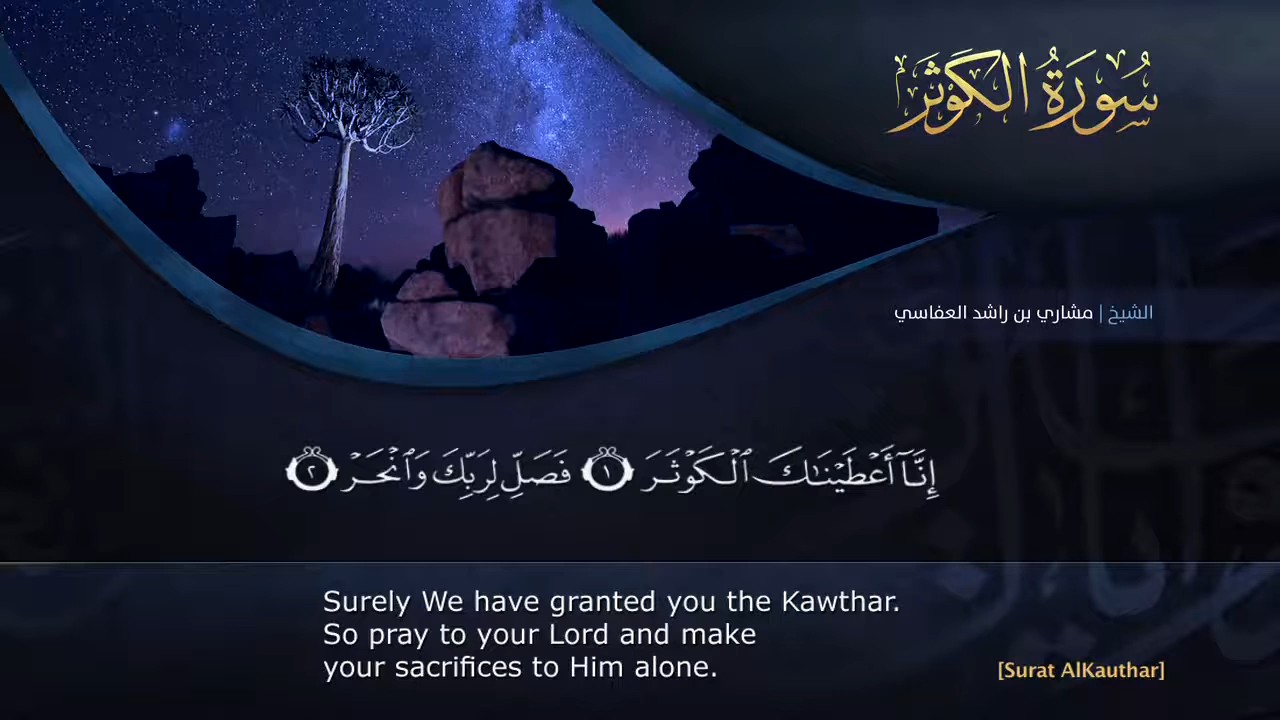 سُورَةُ الكَوْثَر
الشيخ | مشاري بن راشد العفاسي
إِنَّآ أَعْطَيْنَٰكَ ٱلْكَوْثَرَ ١ فَصَلِّ لِرَبِّكَ وَٱنْحَرْ ٢
Surely We have granted you the Kawthar.
So pray to your Lord and make
your sacrifices to Him alone.
[Surat AlKauthar]